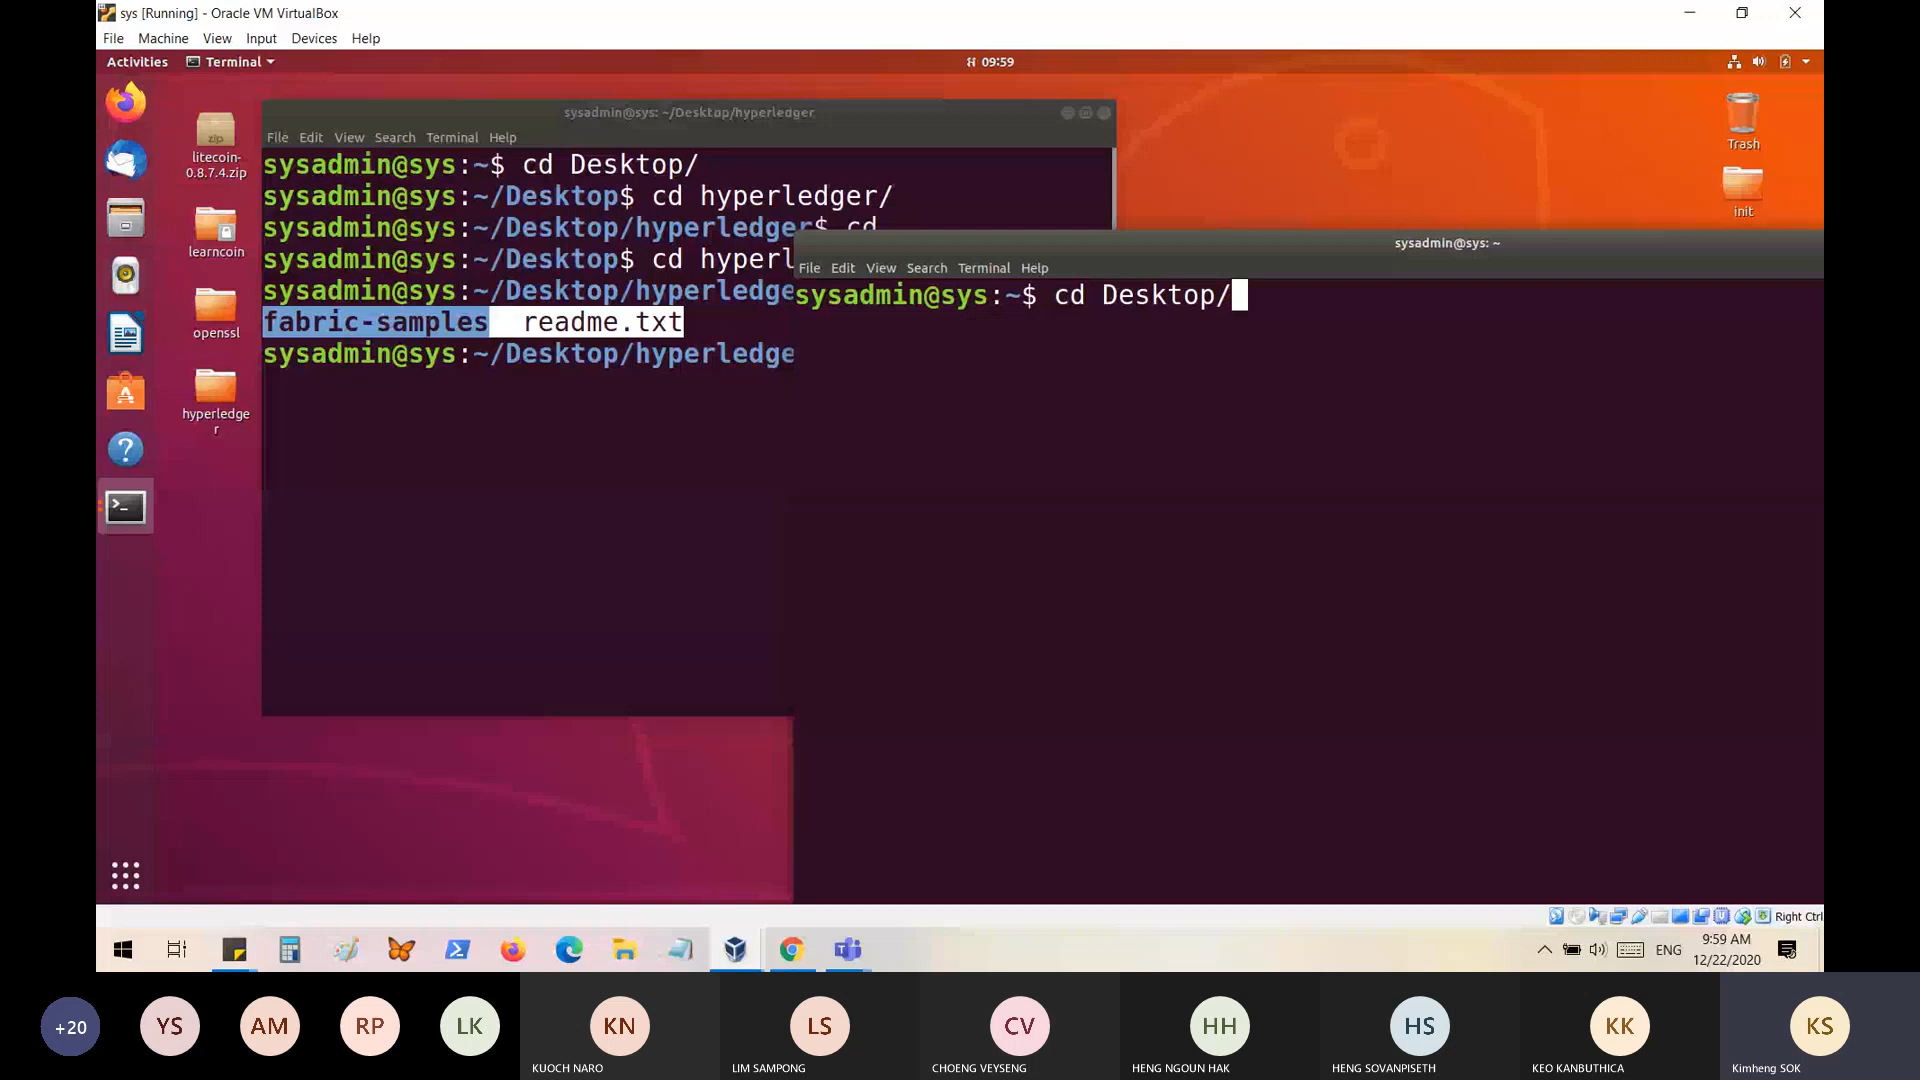 sys [Running] - Oracle VM VirtualBox
File Machine View Input Devices Help
Activities Terminal
អ 09:59
Trash
init
zip
litecoin-
0.8.7.4.zip
learncoin
openssl
hyperledge
r
sysadmin@sys: ~/Desktop/hyperledger
File Edit View Search Terminal Help
sysadmin@sys:~$ cd Desktop/
sysadmin@sys:~/Desktop$ cd hyperledger/
sysadmin@sys:~/Desktop/hyperledger$ cd
sysadmin@sys:~/Desktop$ cd hyperl
sysadmin@sys:~/Desktop/hyperledge
fabric-samples readme.txt
sysadmin@sys:~/Desktop/hyperledge
sysadmin@sys: ~
File Edit View Search Terminal Help
sysadmin@sys:~$ cd Desktop/
Right Ctrl
ENG
9:59 AM
12/22/2020
+20
YS
AM
RP
LK
KN
KUOCH NARO
LS
LIM SAMPONG
CV
CHOENG VEYSENG
HH
HENG NGOUN HAK
HS
HENG SOVANPISETH
KK
KEO KANBUTHICA
KS
Kimheng SOK